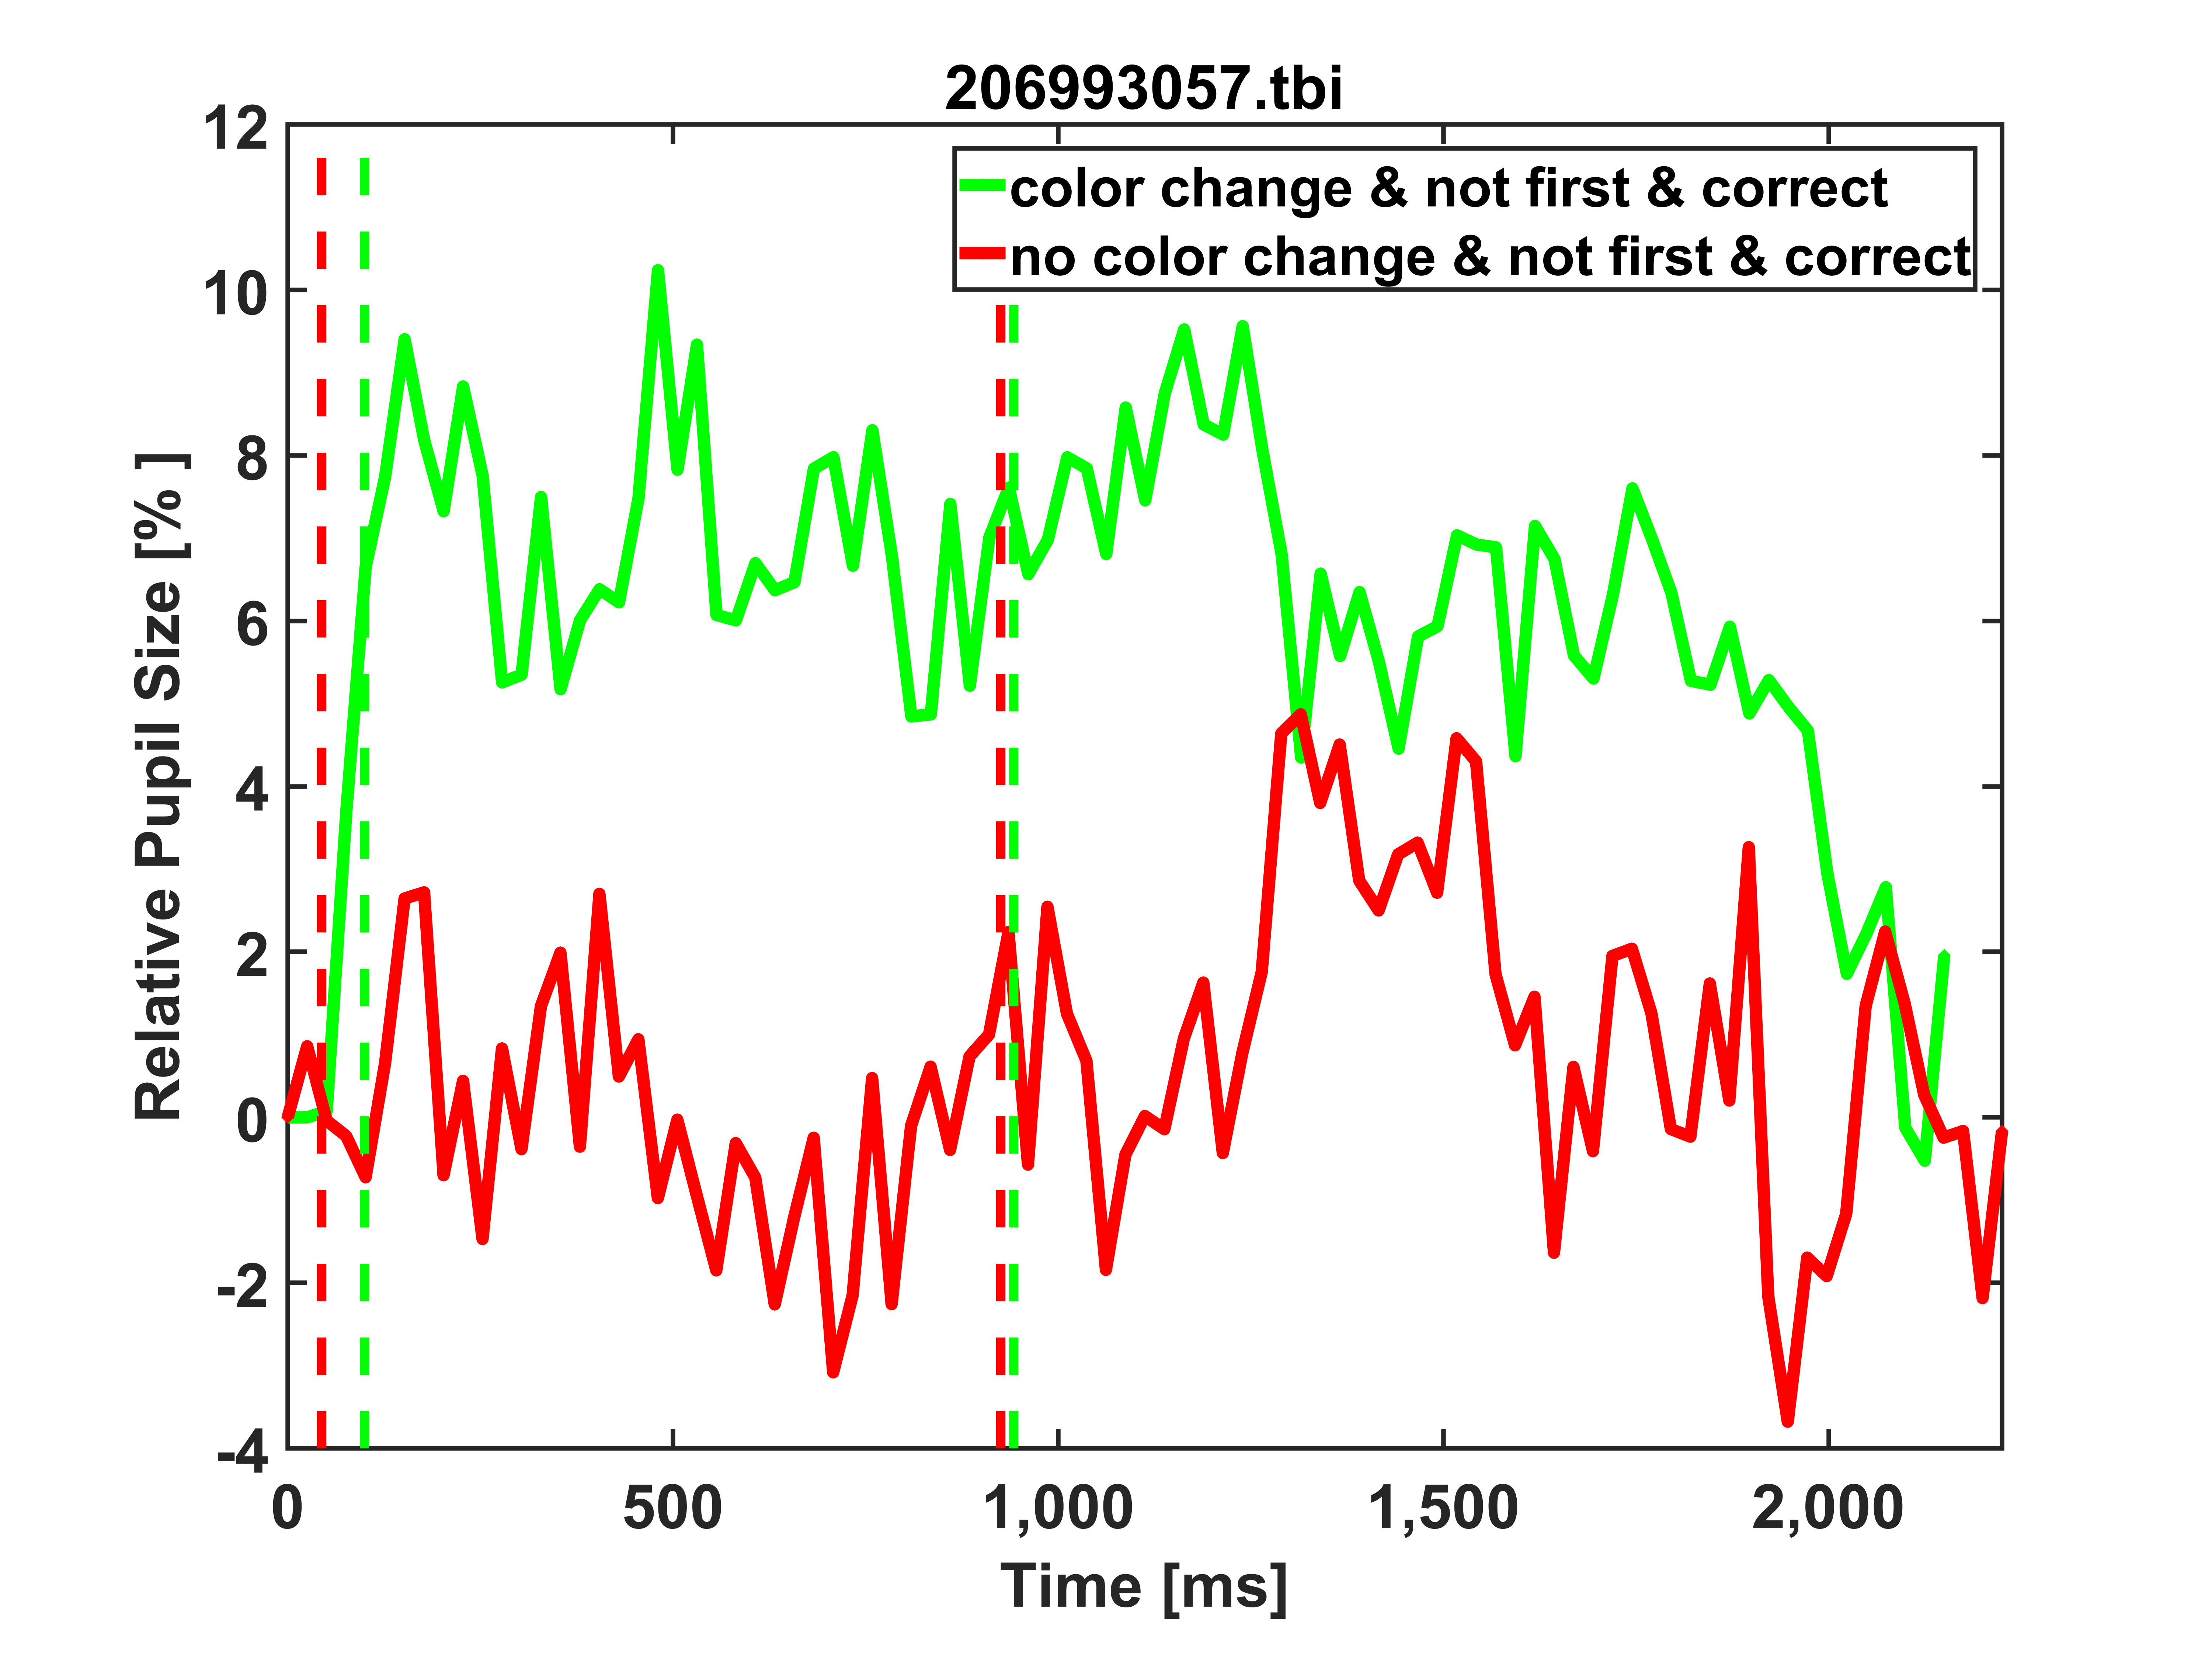 206993057.tbi
color change & not first & correct
no color change & not first & correct
Relative Pupil Size [% ]
12
10
8
6
4
2
0
-2
-4
0 500 1,000 1,500 2,000
Time [ms]